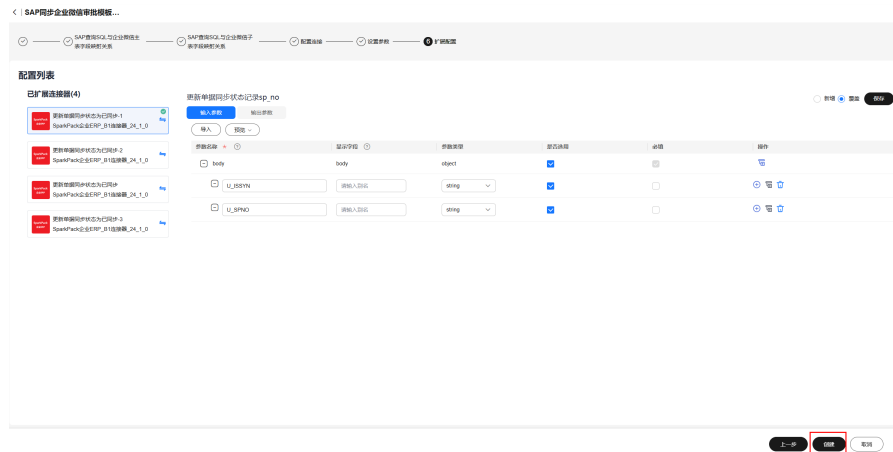 SAP同步企业微信审批模板...
SAP查询SQL与企业微信主
表字段映射关系
SAP查询SQL与企业微信子
表字段映射关系
配置连接
设置参数
6
扩展配置
配置列表
已扩展连接器(4)
更新单据同步状态为已同步-1
SparkPack企业ERP_B1连接器_24_1_0
更新单据同步状态为已同步-2
SparkPack企业ERP_B1连接器_24_1_0
更新单据同步状态为已同步
SparkPack企业ERP_B1连接器_24_1_0
更新单据同步状态为已同步-3
SparkPack企业ERP_B1连接器_24_1_0
更新单据同步状态记录sp_no
新增 覆盖 保存
输入参数 输出参数
导入 预览
参数名称 * 显示字段 参数类型 是否启用 必填 操作
body body object
U_ISSYN 请输入别名 string
U_SPNO 请输入别名 string
上一步 创建 取消